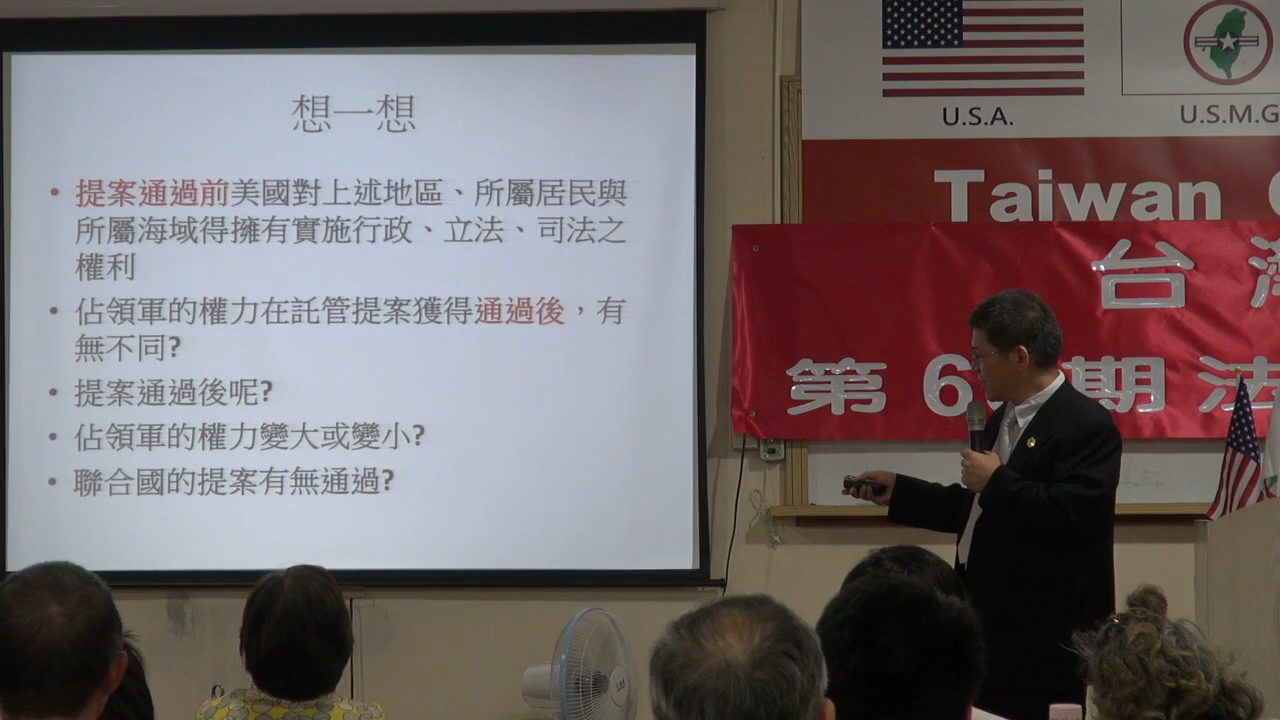 想一想
• 提案通過前美國對上述地區、所屬居民與
所屬海域得擁有實施行政、立法、司法之
權利
• 佔領軍的權力在託管提案獲得通過後，有
無不同?
• 提案通過後呢?
• 佔領軍的權力變大或變小?
• 聯合國的提案有無通過?
U.S.A.
U.S.M.G
Taiwan
台
第 6 期 法